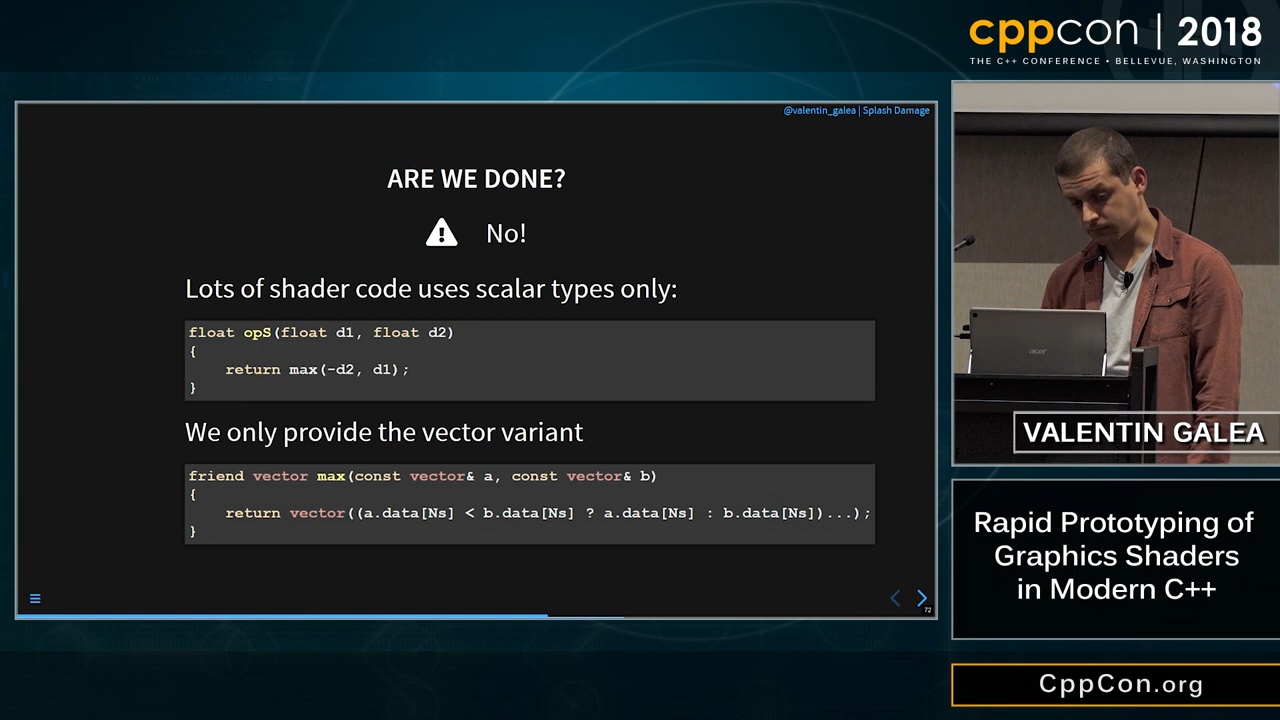 cppcon | 2018
THE C++ CONFERENCE • BELLEVUE, WASHINGTON
@valentin_galea | Splash Damage
ARE WE DONE?
No!
Lots of shader code uses scalar types only:
float opS(float d1, float d2)
{
    return max(-d2, d1);
}
We only provide the vector variant
friend vector max(const vector& a, const vector& b)
{
    return vector((a.data[Ns] < b.data[Ns] ? a.data[Ns] : b.data[Ns])...);
}
72
acer
VALENTIN GALEA
Rapid Prototyping of
Graphics Shaders
in Modern C++
CppCon.org